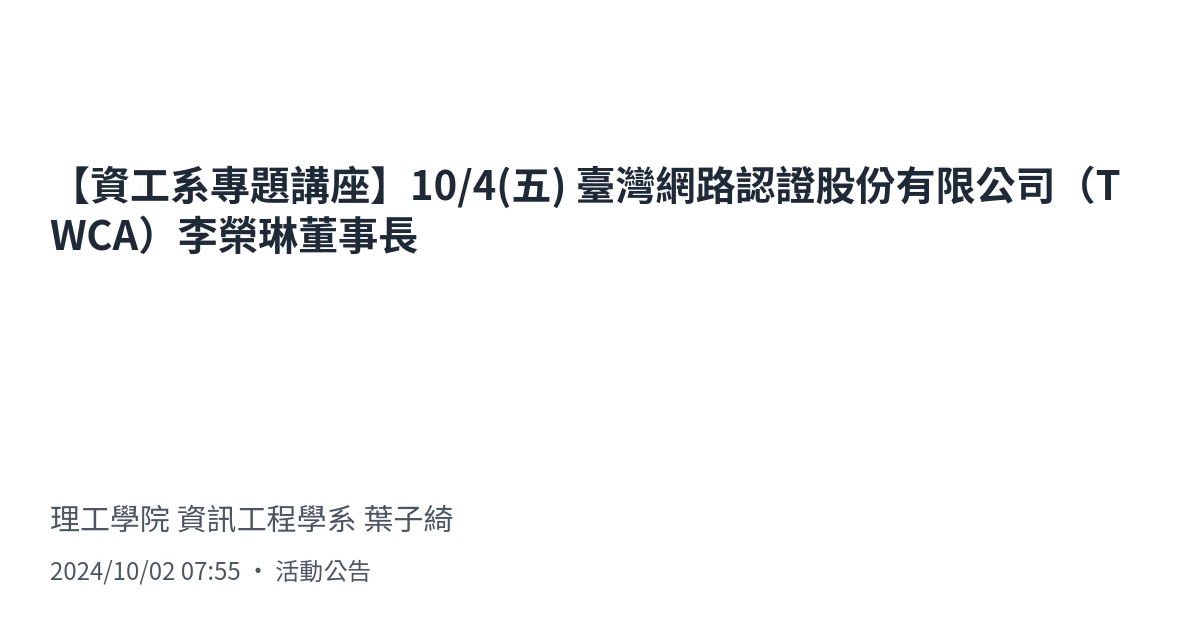 【資工系專題講座】10/4(五) 臺灣網路認證股份有限公司（T
WCA）李榮琳董事長
理工學院 資訊工程學系 葉子綺
2024/10/02 07:55 • 活動公告